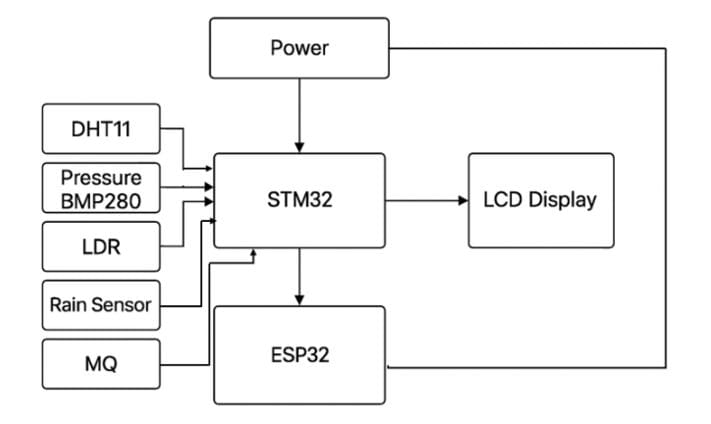 Power
DHT11
Pressure
BMP280
STM32
LCD Display
LDR
Rain Sensor
ESP32
MQ